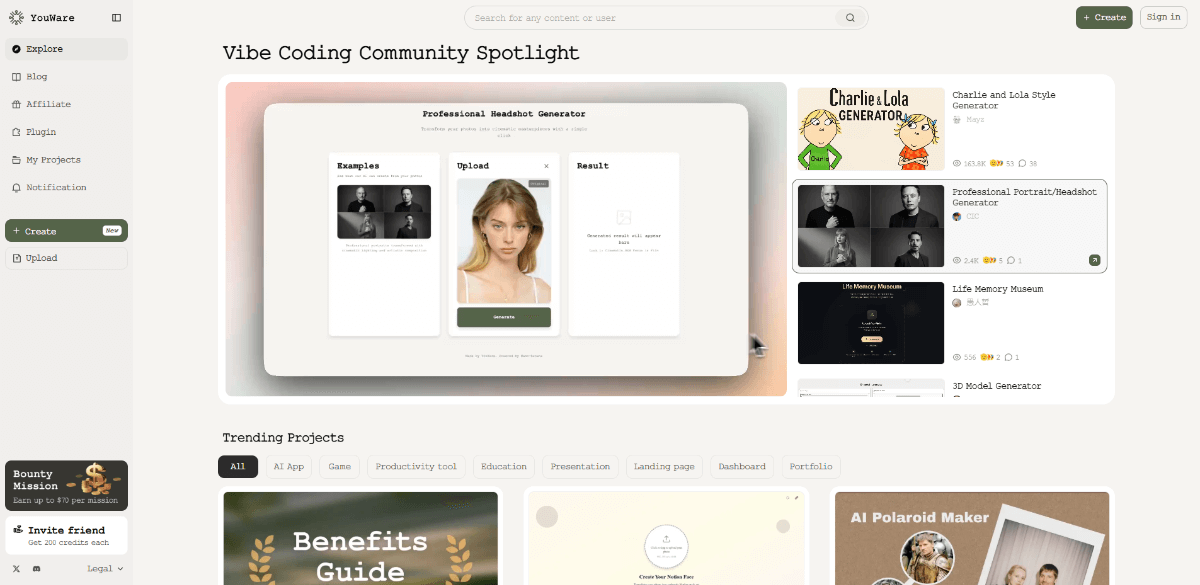 YouWare
Search for any content or user
+ Create
Sign in
Explore
Blog
Affiliate
Plugin
My Projects
Notification
+ Create
New
Upload
Bounty
Mission
Earn up to $70 per mission
Invite friend
Get 200 credits each
Legal
Vibe Coding Community Spotlight
Professional Headshot Generator
Transform your photos into cinematic masterpieces with a simple
click
Examples
Upload
Result
Generated result will appear
here
Generate
Charlie & Lola
GENERATOR
Charlie
Charlie and Lola Style
Generator
Mayo
163.8K
53
38
Professional Portrait/Headshot
Generator
CIC
2.4K
5
1
Life Memory Museum
Life Memory Museum
556
2
1
3D Model Generator
Trending Projects
All
AI App
Game
Productivity tool
Education
Presentation
Landing page
Dashboard
Portfolio
Benefits
Guide
Create Your Notion Face
AI Polaroid Maker